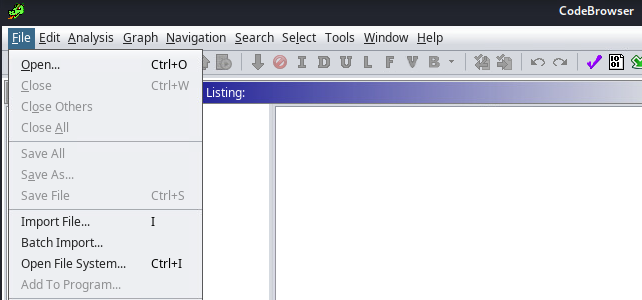 CodeBrowser
File Edit Analysis Graph Navigation Search Select Tools Window Help
I D U L F V B
Open... Ctrl+O
Close Ctrl+W
Listing:
Close Others
Close All
Save All
Save As...
Save File Ctrl+S
Import File... I
Batch Import...
Open File System... Ctrl+I
Add To Program...